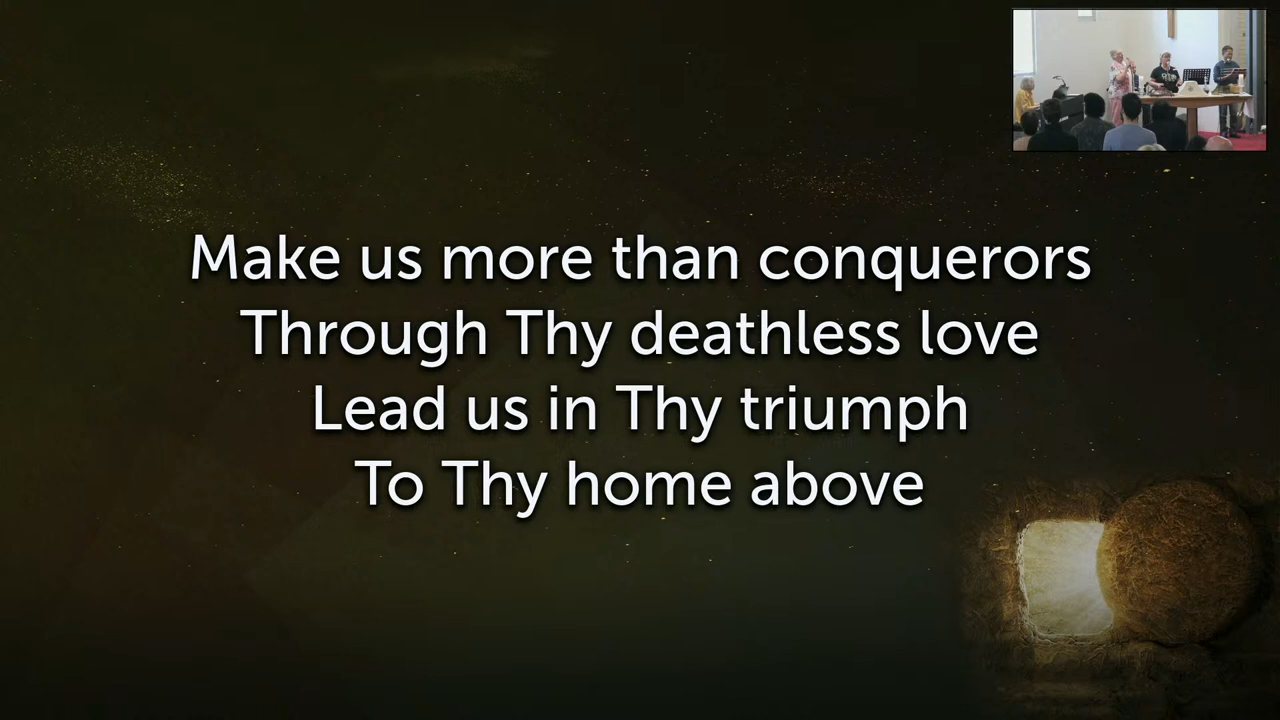 Make us more than conquerors
Through Thy deathless love
Lead us in Thy triumph
To Thy home above